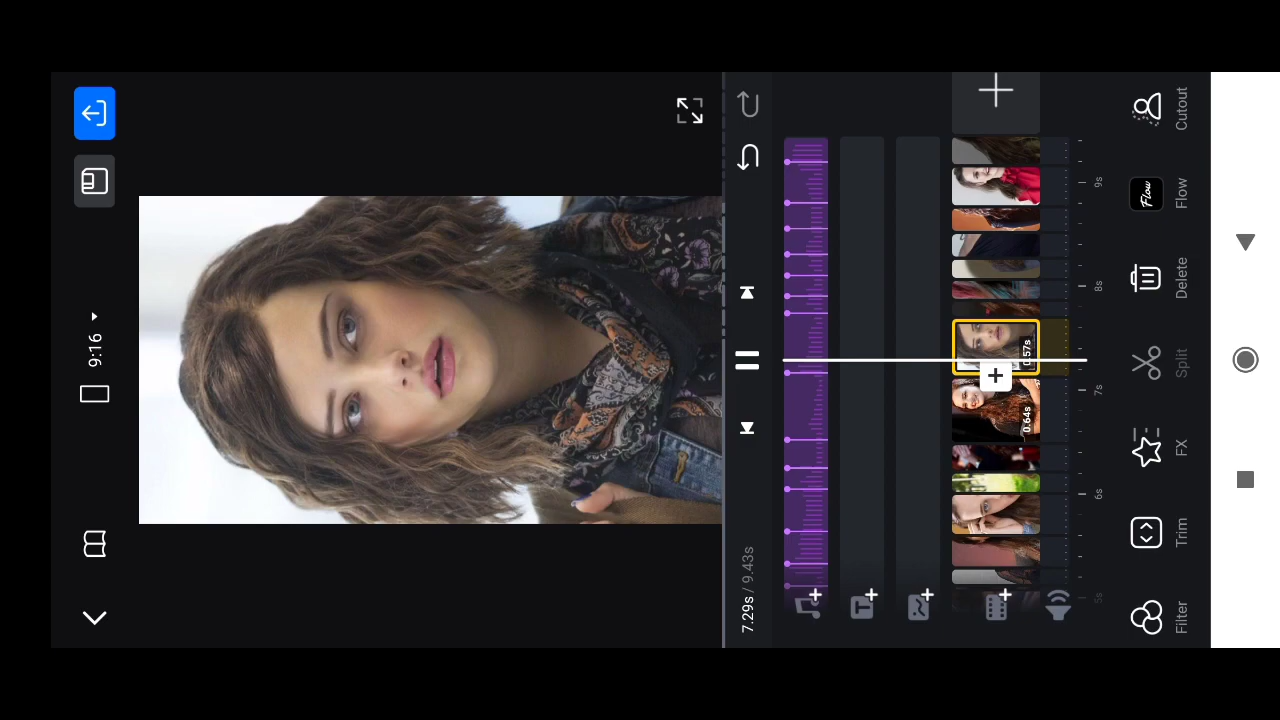 9:16
7.29s / 9.43s
0.64s
0.57s
5s
6s
7s
8s
9s
T
Filter
Trim
FX
Split
Delete
Flow
Flow
Cutout